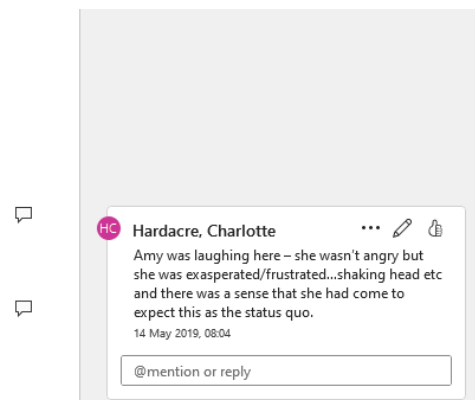 HC
Hardacre, Charlotte
Amy was laughing here – she wasn't angry but
she was exasperated/frustrated...shaking head etc
and there was a sense that she had come to
expect this as the status quo.
14 May 2019, 08:04
@mention or reply